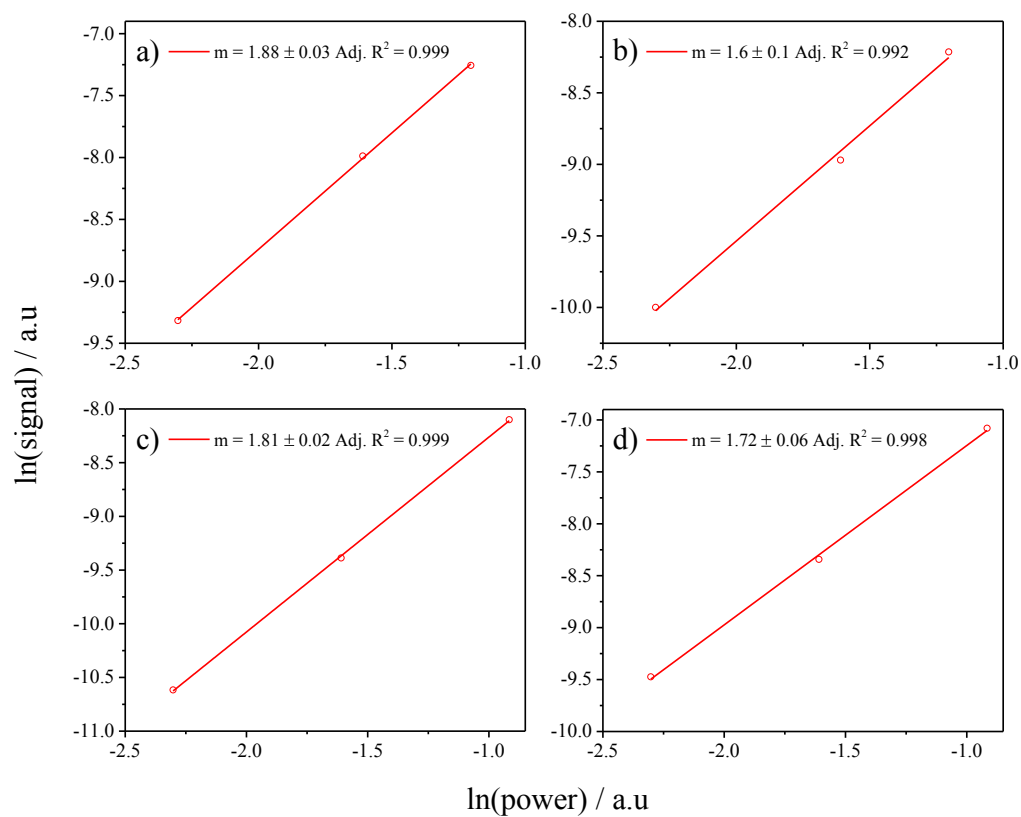 a)
m = 1.88 ± 0.03 Adj. R² = 0.999
-7.0
-7.5
-8.0
-8.5
-9.0
-9.5
-2.5 -2.0 -1.5 -1.0
b)
m = 1.6 ± 0.1 Adj. R² = 0.992
-8.0
-8.5
-9.0
-9.5
-10.0
-2.5 -2.0 -1.5 -1.0
ln(signal) / a.u
c)
m = 1.81 ± 0.02 Adj. R² = 0.999
-8.0
-8.5
-9.0
-9.5
-10.0
-10.5
-11.0
-2.5 -2.0 -1.5 -1.0
d)
m = 1.72 ± 0.06 Adj. R² = 0.998
-7.0
-7.5
-8.0
-8.5
-9.0
-9.5
-10.0
-2.5 -2.0 -1.5 -1.0
ln(power) / a.u